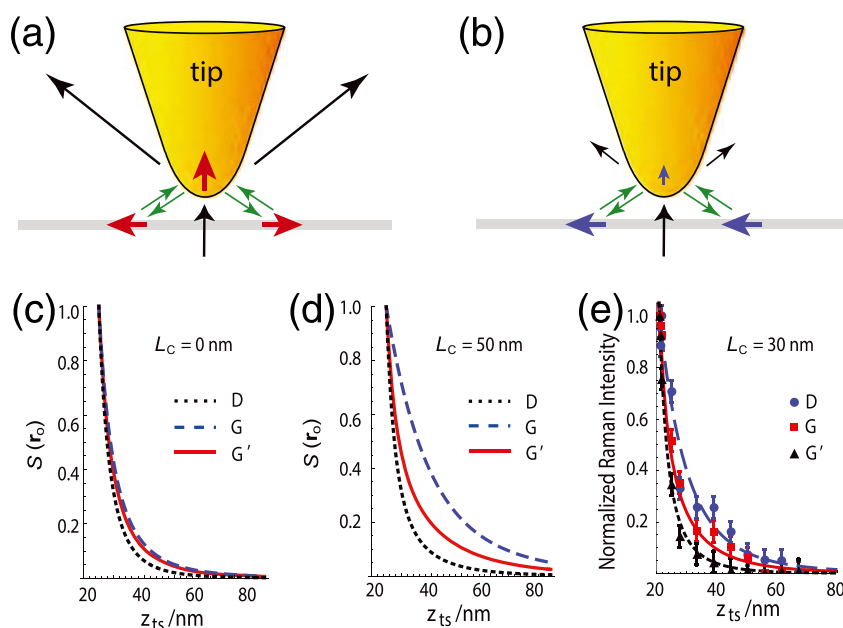 (a)
tip
(b)
tip
(c)
1.0
0.8
0.6
0.4
0.2
S (r₀)
L_C = 0 nm
D
G
G′
20 40 60 80
z_ts /nm
(d)
1.0
0.8
0.6
0.4
0.2
S (r₀)
L_C = 50 nm
D
G
G′
20 40 60 80
z_ts /nm
(e)
1.0
0.8
0.6
0.4
0.2
Normalized Raman Intensity
L_C = 30 nm
D
G
G′
20 40 60 80
z_ts /nm